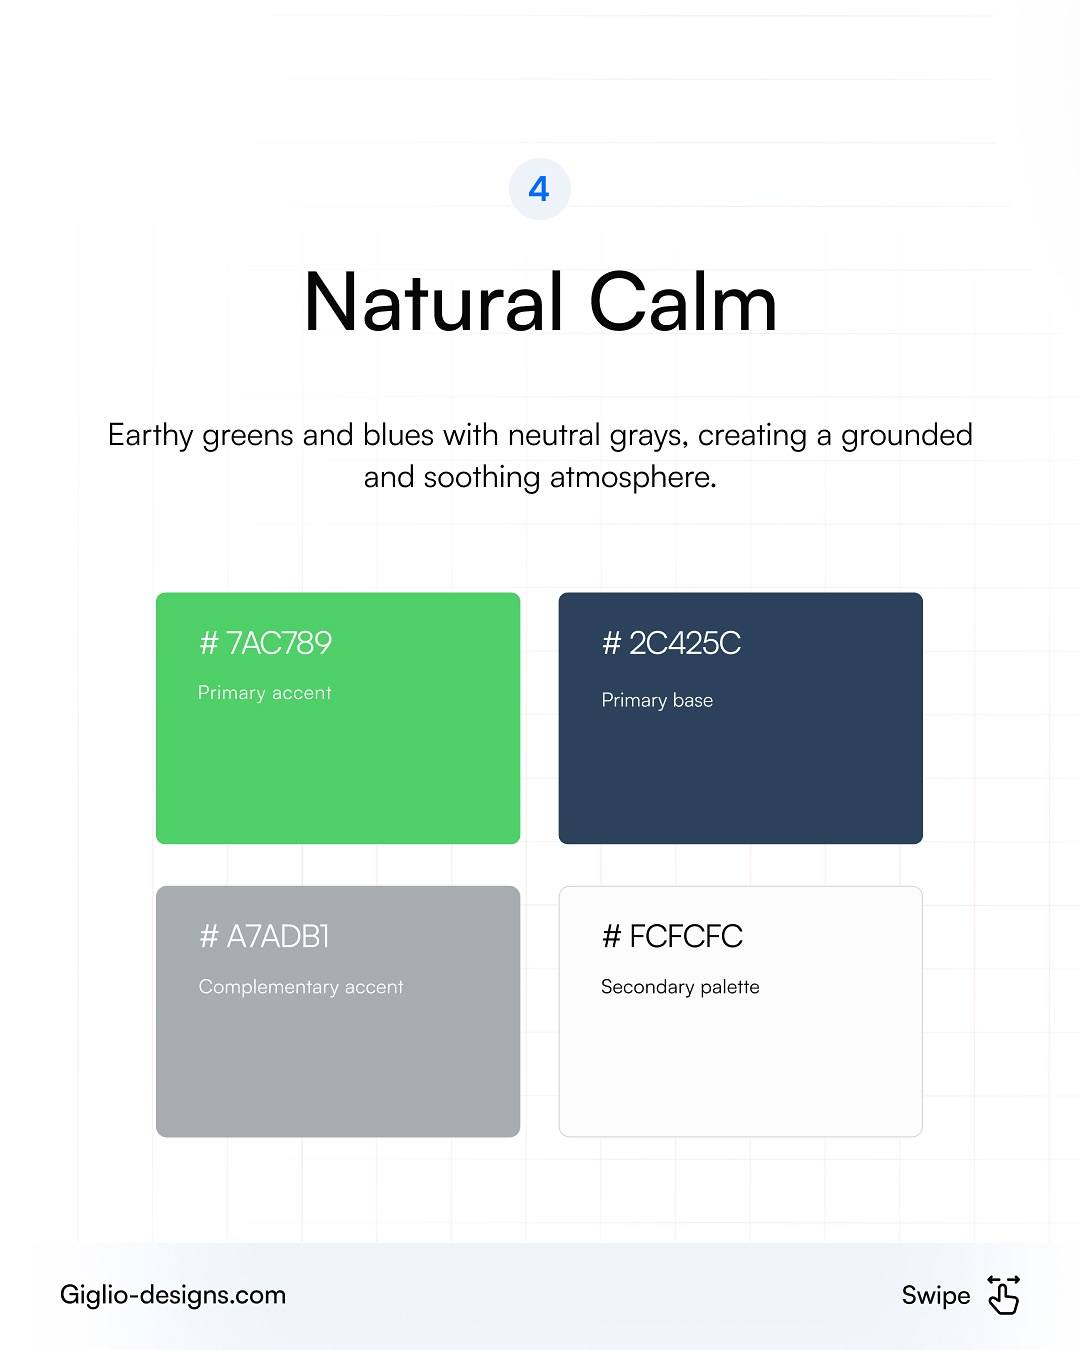 4
Natural Calm
Earthy greens and blues with neutral grays, creating a grounded
and soothing atmosphere.
# 7AC789
Primary accent
# 2C425C
Primary base
# A7ADB1
Complementary accent
# FCFCFC
Secondary palette
Giglio-designs.com
Swipe